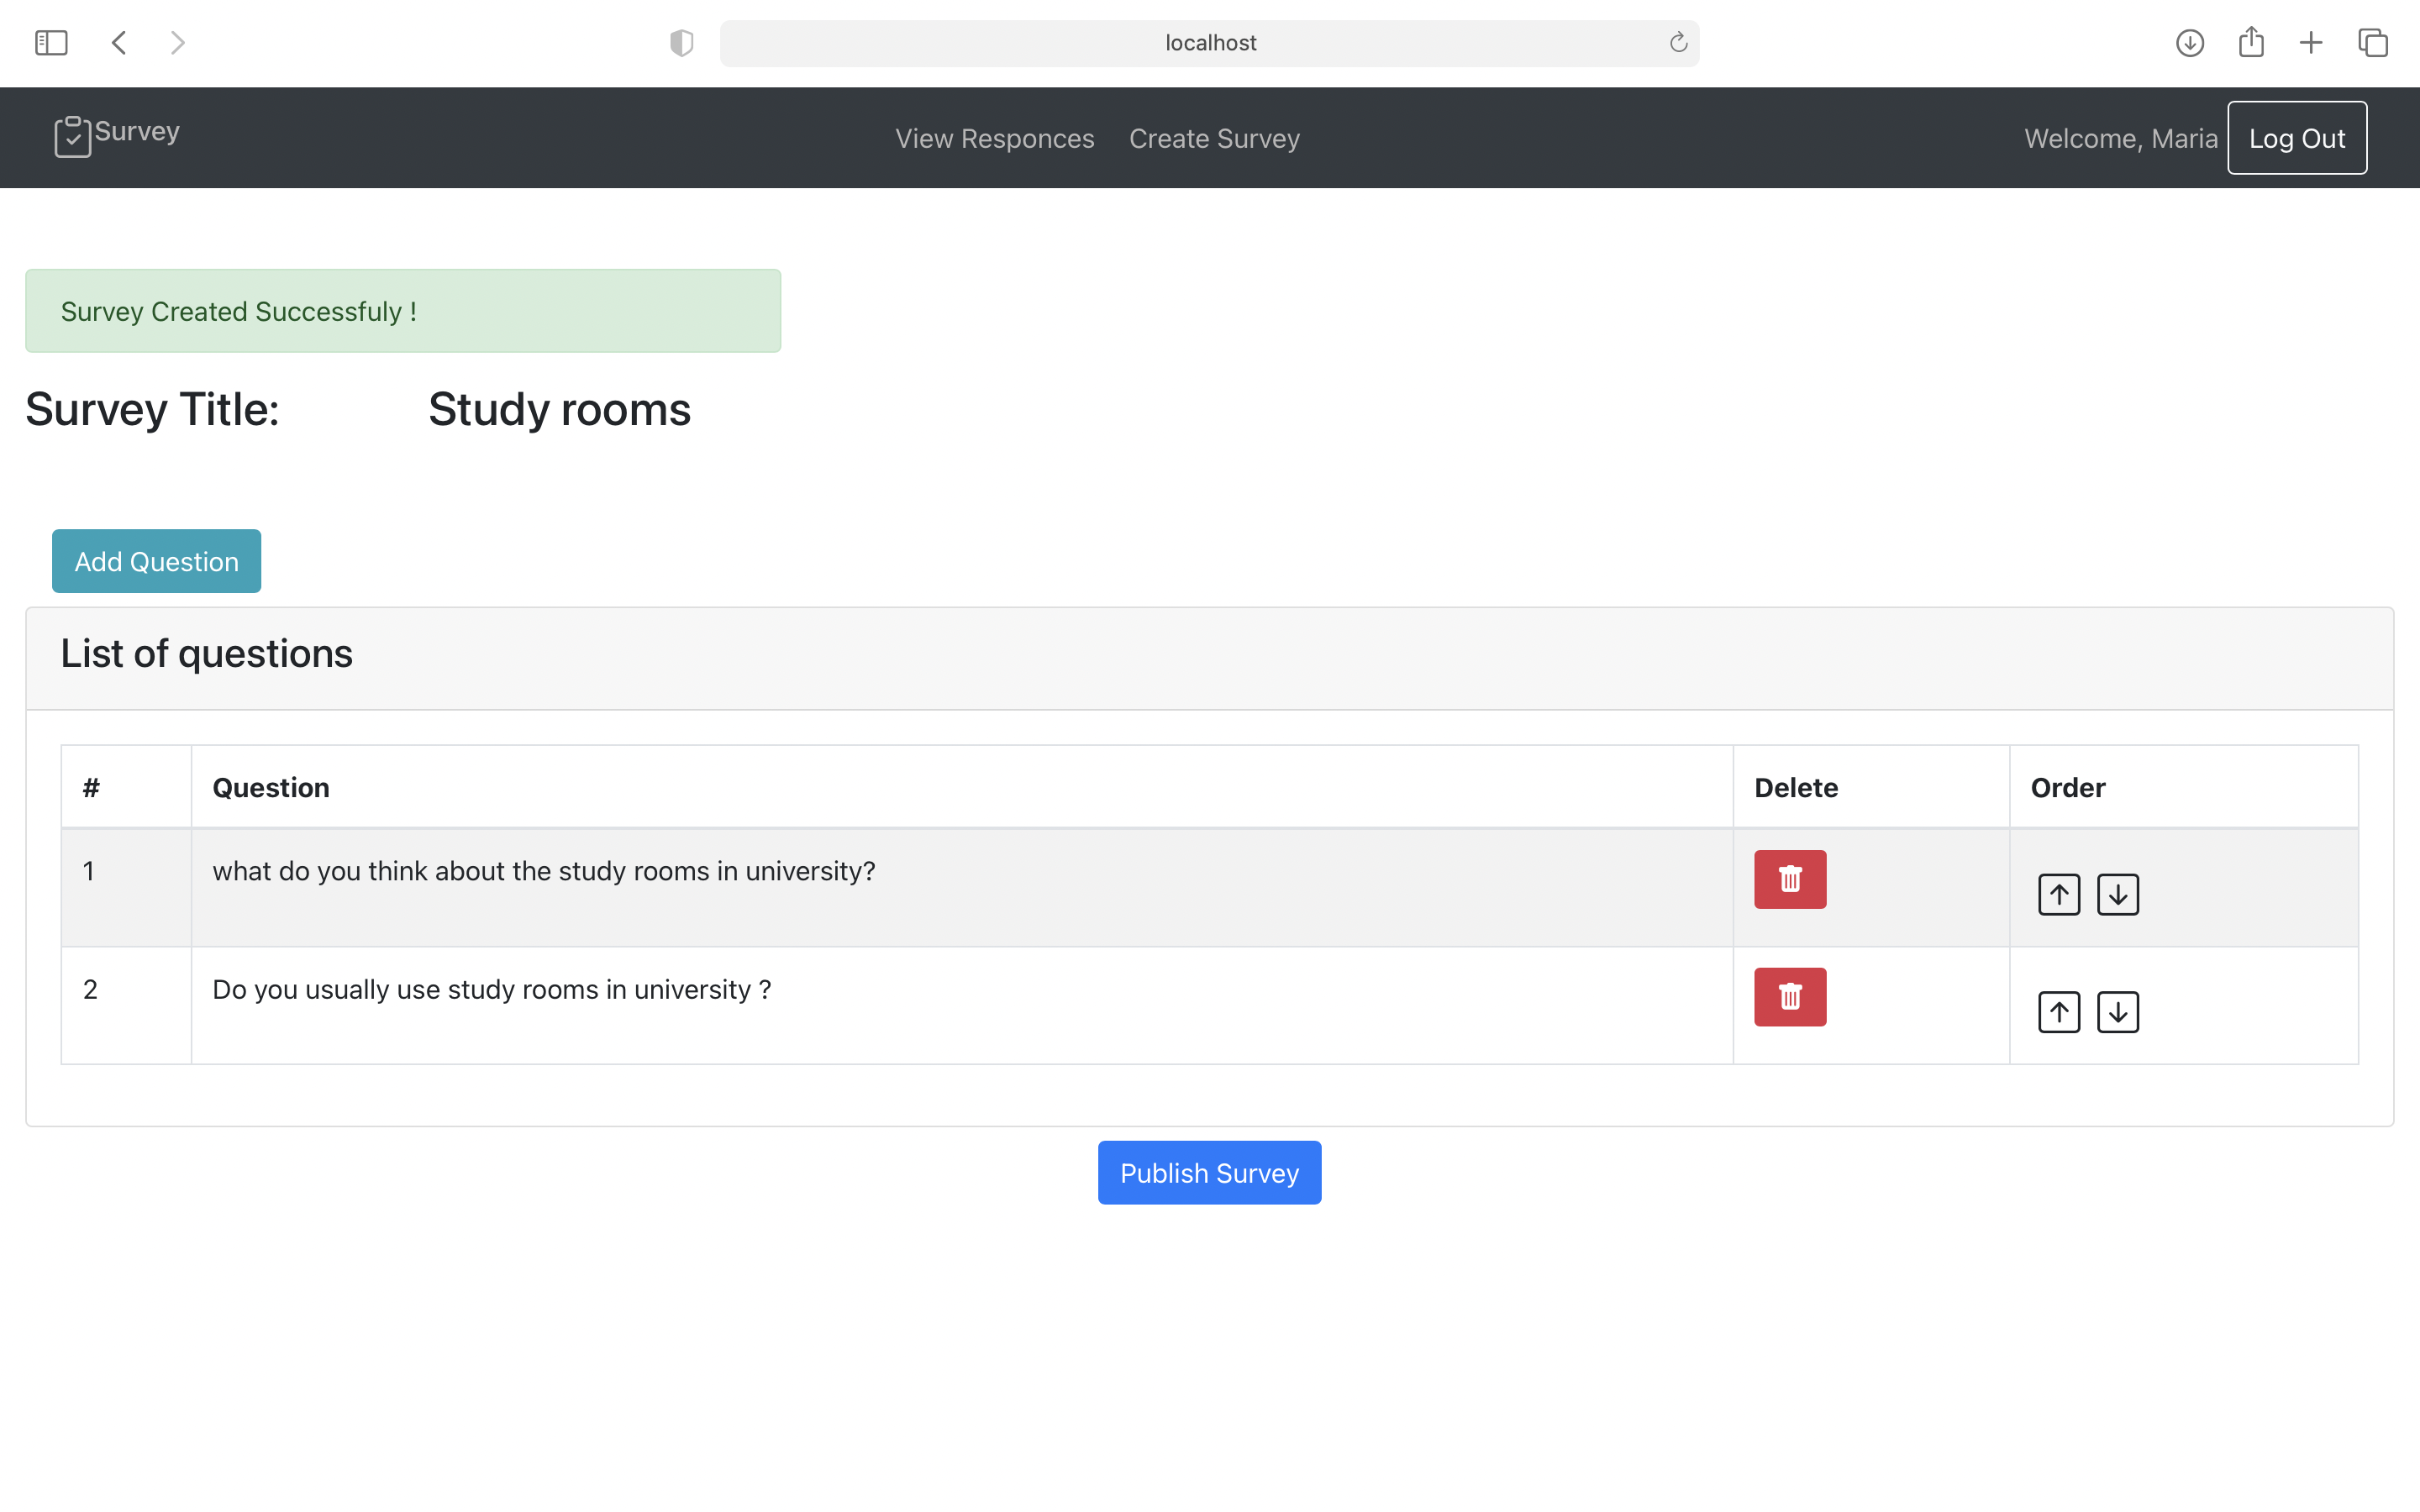 localhost
Survey View Responces Create Survey Welcome, Maria Log Out
Survey Created Successfuly !
Survey Title: Study rooms
Add Question
List of questions
# Question Delete Order
1 what do you think about the study rooms in university?
2 Do you usually use study rooms in university ?
Publish Survey